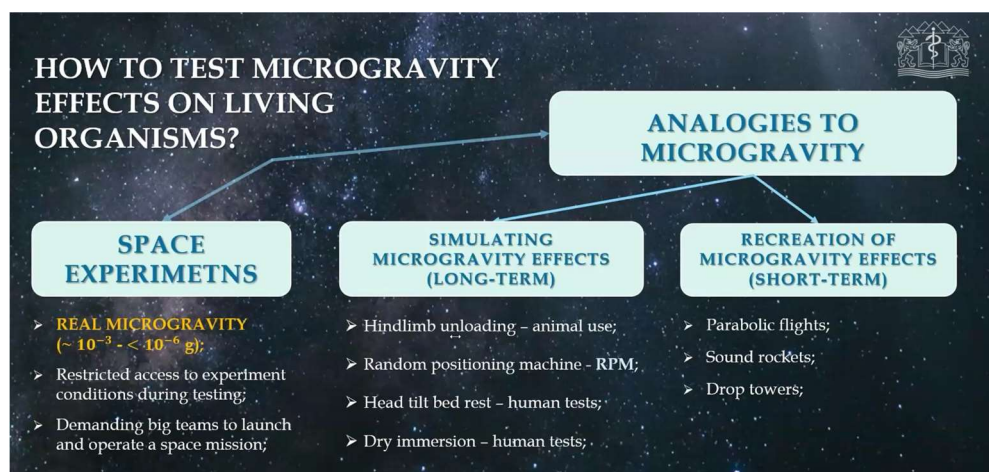 HOW TO TEST MICROGRAVITY
EFFECTS ON LIVING
ORGANISMS?
ANALOGIES TO
MICROGRAVITY
SPACE
EXPERIMETNS
➢ REAL MICROGRAVITY
(~ 10⁻³ - < 10⁻⁶ g);
➢ Restricted access to experiment
conditions during testing;
➢ Demanding big teams to launch
and operate a space mission;
SIMULATING
MICROGRAVITY EFFECTS
(LONG-TERM)
➢ Hindlimb unloading – animal use;
➢ Random positioning machine - RPM;
➢ Head tilt bed rest – human tests;
➢ Dry immersion – human tests;
RECREATION OF
MICROGRAVITY EFFECTS
(SHORT-TERM)
➢ Parabolic flights;
➢ Sound rockets;
➢ Drop towers;